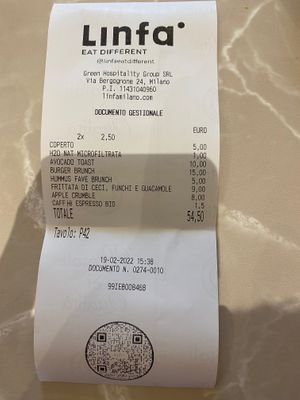 Linfa
EAT DIFFERENT
@linfaeatdifferent
Green Hospitality Group SRL
Via Bergognone 24, Milano
P.I. 11431040960
linfamilano.com
DOCUMENTO GESTIONALE
EURO
2x 2,50
COPERTO 5,00
H2O NAT MICROFILTRATA 1,00
AVOCADO TOAST 10,00
BURGER BRUNCH 15,00
HUMMUS FAVE BRUNCH 5,00
FRITTATA DI CECI, FUNCHI E GUACAMOLE 9,00
APPLE CRUMBLE 8,00
CAFFè ESPRESSO BIO 1,5
TOTALE 54,50
Tavolo: P42
19-02-2022 15:38
DOCUMENTO N. 0274-0010
99IEB008468